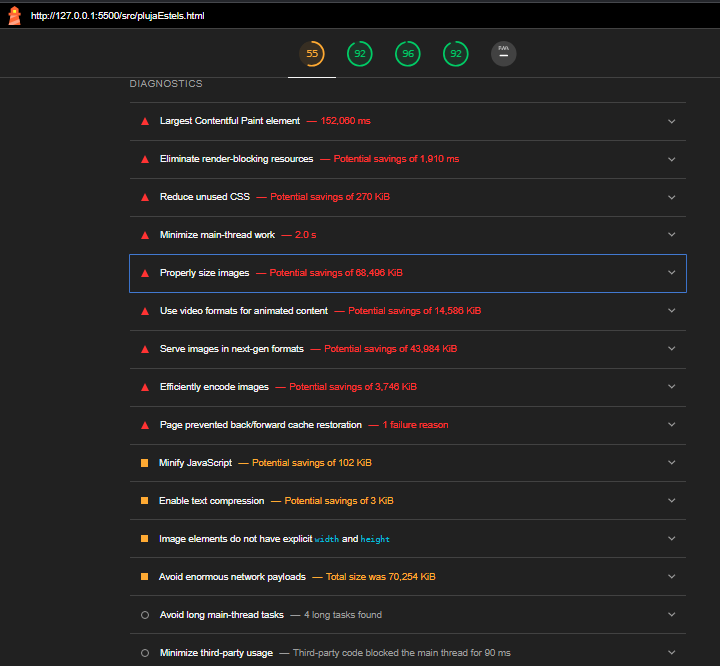 http://127.0.0.1:5500/src/plujaEstels.html
55 92 96 92 PWA
DIAGNOSTICS
Largest Contentful Paint element — 152,060 ms
Eliminate render-blocking resources — Potential savings of 1,910 ms
Reduce unused CSS — Potential savings of 270 KiB
Minimize main-thread work — 2.0 s
Properly size images — Potential savings of 68,496 KiB
Use video formats for animated content — Potential savings of 14,586 KiB
Serve images in next-gen formats — Potential savings of 43,984 KiB
Efficiently encode images — Potential savings of 3,746 KiB
Page prevented back/forward cache restoration — 1 failure reason
Minify JavaScript — Potential savings of 102 KiB
Enable text compression — Potential savings of 3 KiB
Image elements do not have explicit width and height
Avoid enormous network payloads — Total size was 70,254 KiB
Avoid long main-thread tasks — 4 long tasks found
Minimize third-party usage — Third-party code blocked the main thread for 90 ms